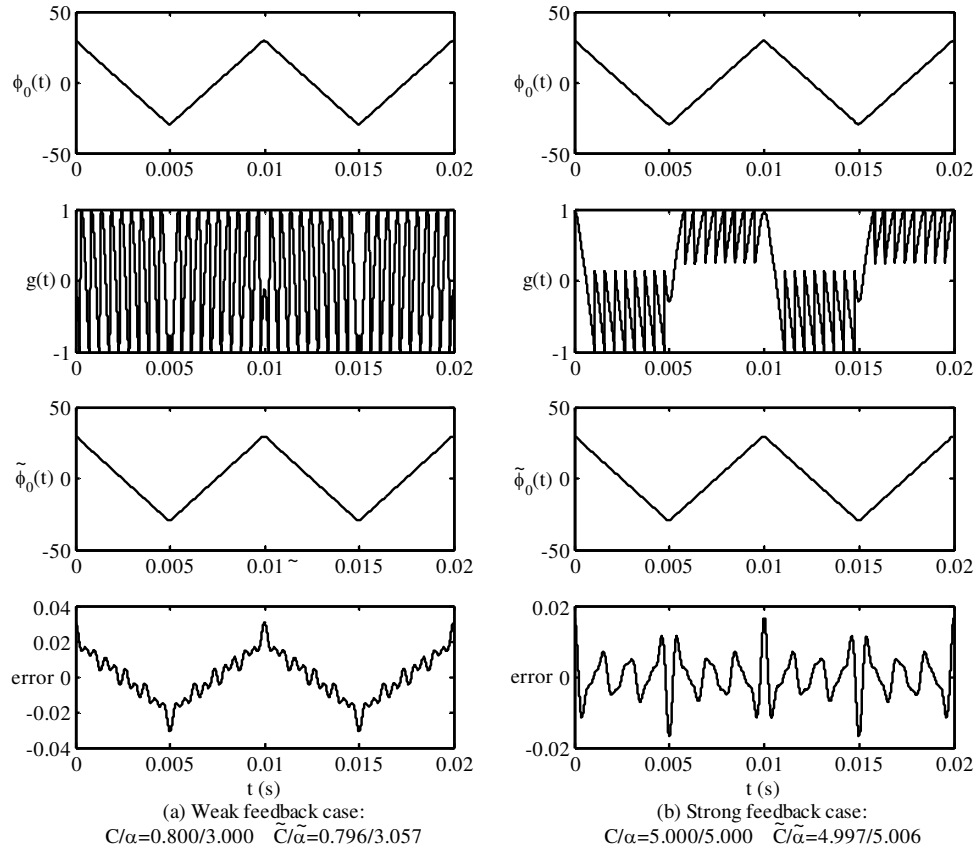 50
ϕ0(t) 0
-50
0 0.005 0.01 0.015 0.02
1
g(t) 0
-1
0 0.005 0.01 0.015 0.02
50
ϕ̃0(t) 0
-50
0 0.005 0.01 ~ 0.015 0.02
0.04
0.02
error 0
-0.02
-0.04
0 0.005 0.01 0.015 0.02
t (s)
(a) Weak feedback case:
C/α=0.800/3.000 C̃/α̃=0.796/3.057
50
ϕ0(t) 0
-50
0 0.005 0.01 0.015 0.02
1
g(t) 0
-1
0 0.005 0.01 0.015 0.02
50
ϕ̃0(t) 0
-50
0 0.005 0.01 0.015 0.02
0.02
error 0
-0.02
0 0.005 0.01 0.015 0.02
t (s)
(b) Strong feedback case:
C/α=5.000/5.000 C̃/α̃=4.997/5.006